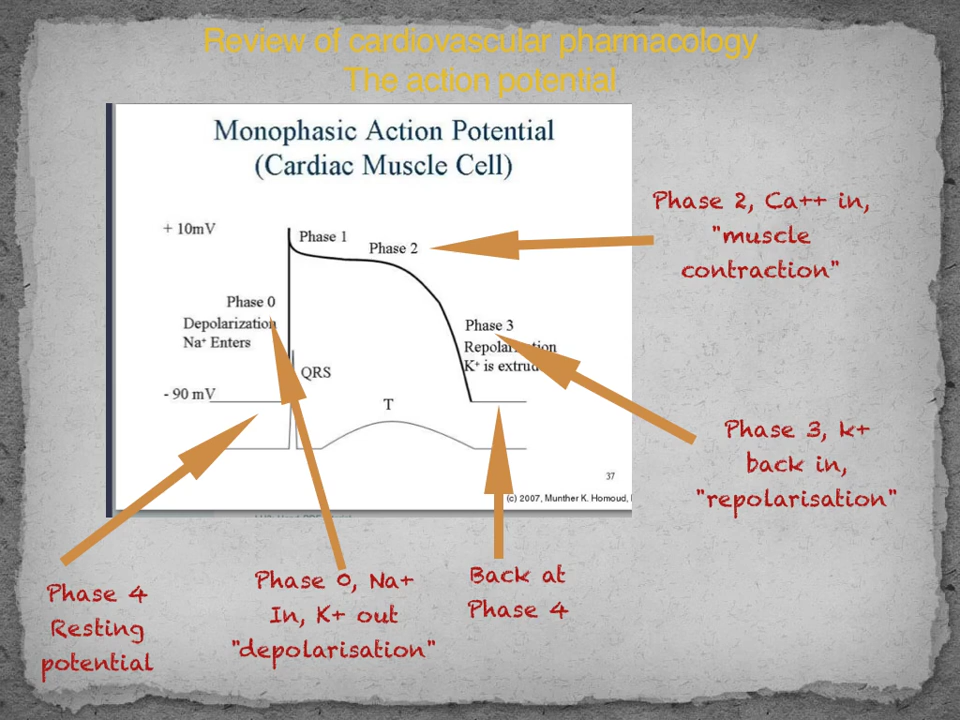 Review of cardiovascular pharmacology
The action potential
Monophasic Action Potential
(Cardiac Muscle Cell)
+ 10mV
Phase 1
Phase 2
Phase 0
Depolarization
Na+ Enters
Phase 3
Repolarization
K+ is extrud
QRS
- 90 mV
T
37
(c) 2007, Munther K. Homoud,
Phase 2, Ca++ in,
"muscle
contraction"
Phase 3, k+
back in,
"repolarisation"
Phase 4
Resting
potential
Phase 0, Na+
In, K+ out
"depolarisation"
Back at
Phase 4